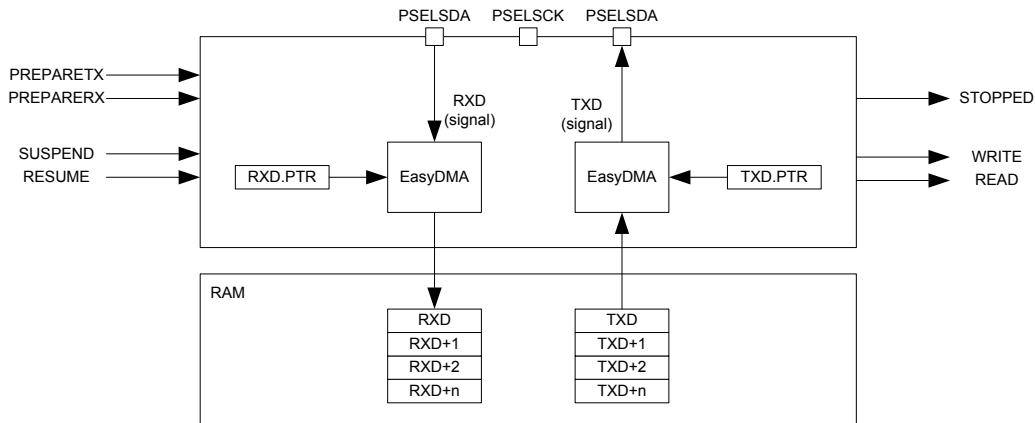 PSELSDA PSELSCK PSELSDA
PREPARETX
PREPARERX
STOPPED
RXD
(signal)
TXD
(signal)
SUSPEND
RESUME
WRITE
READ
RXD.PTR
EasyDMA
EasyDMA
TXD.PTR
RAM
RXD
RXD+1
RXD+2
RXD+n
TXD
TXD+1
TXD+2
TXD+n